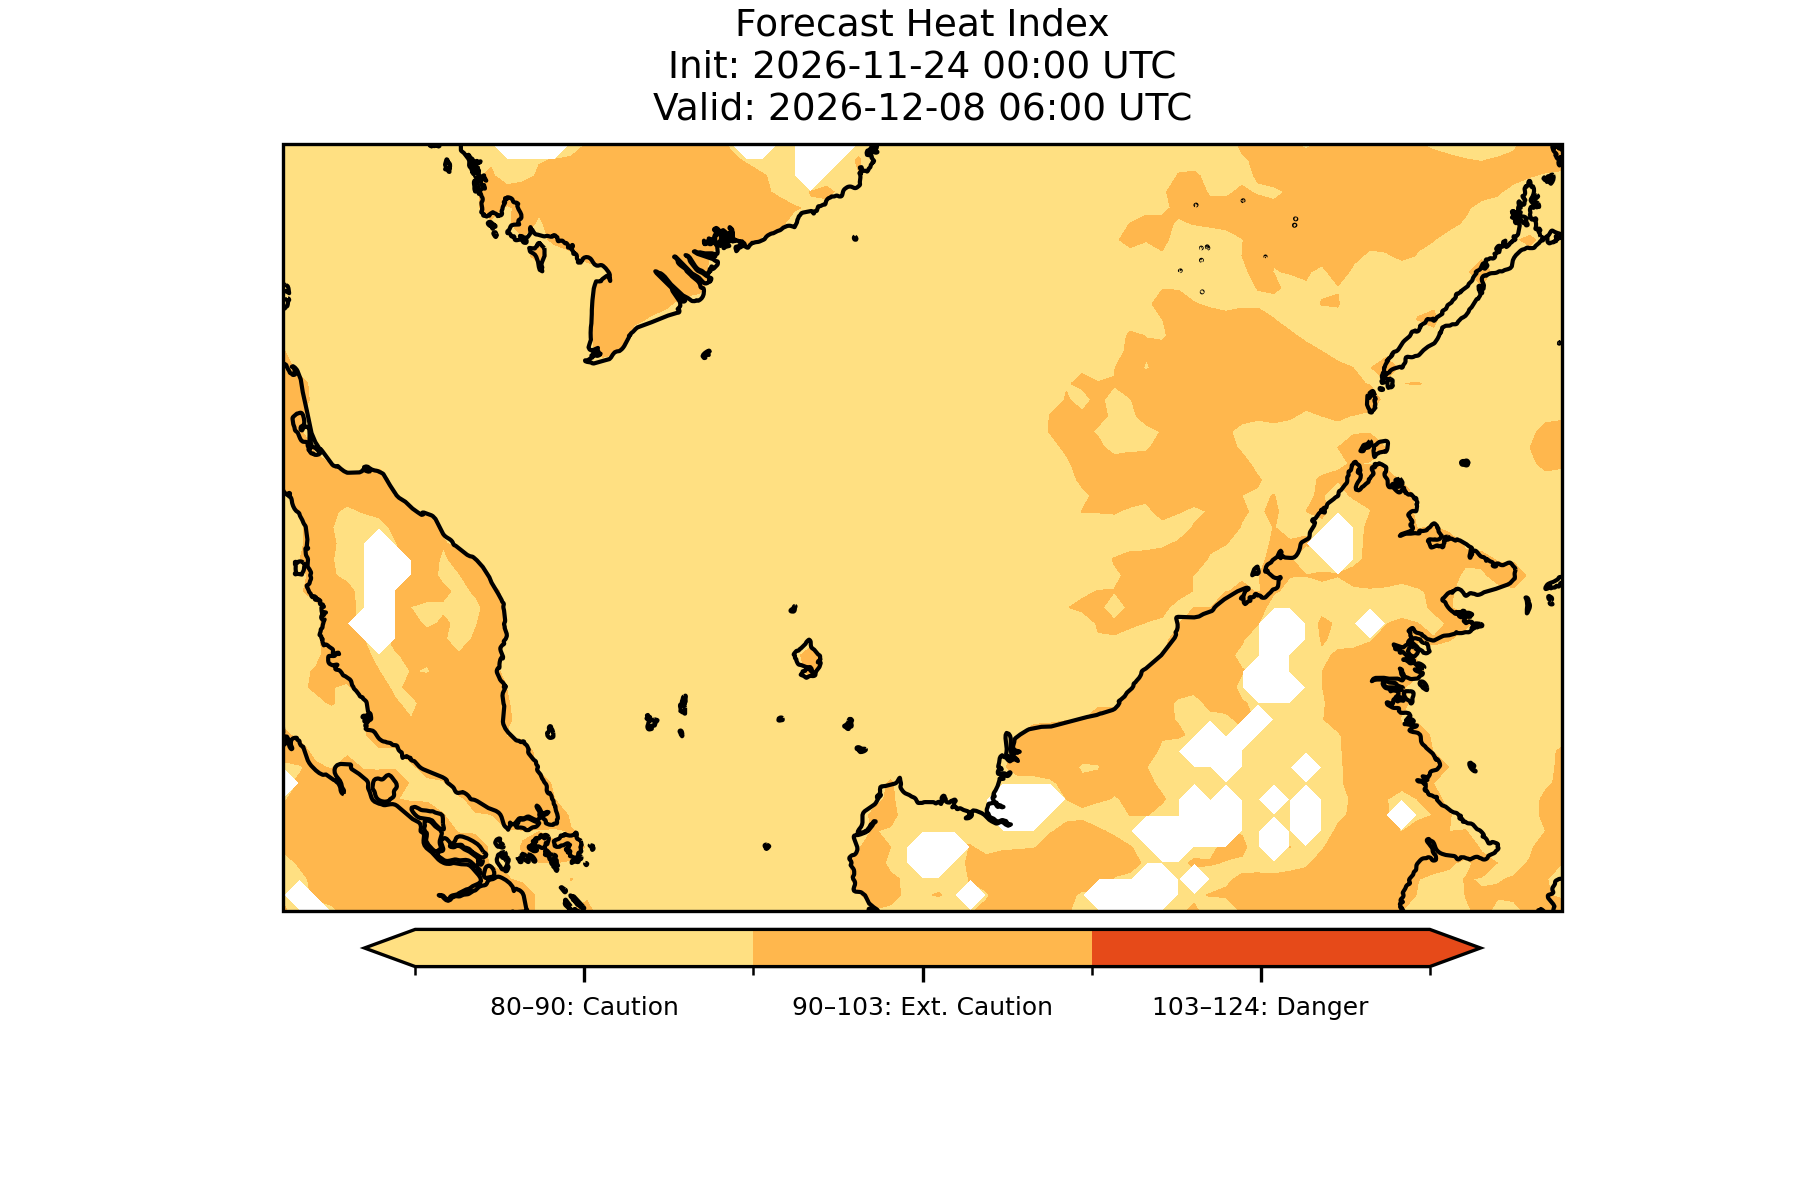 Forecast Heat Index
Init: 2026-11-24 00:00 UTC
Valid: 2026-12-08 06:00 UTC
80–90: Caution
90–103: Ext. Caution
103–124: Danger